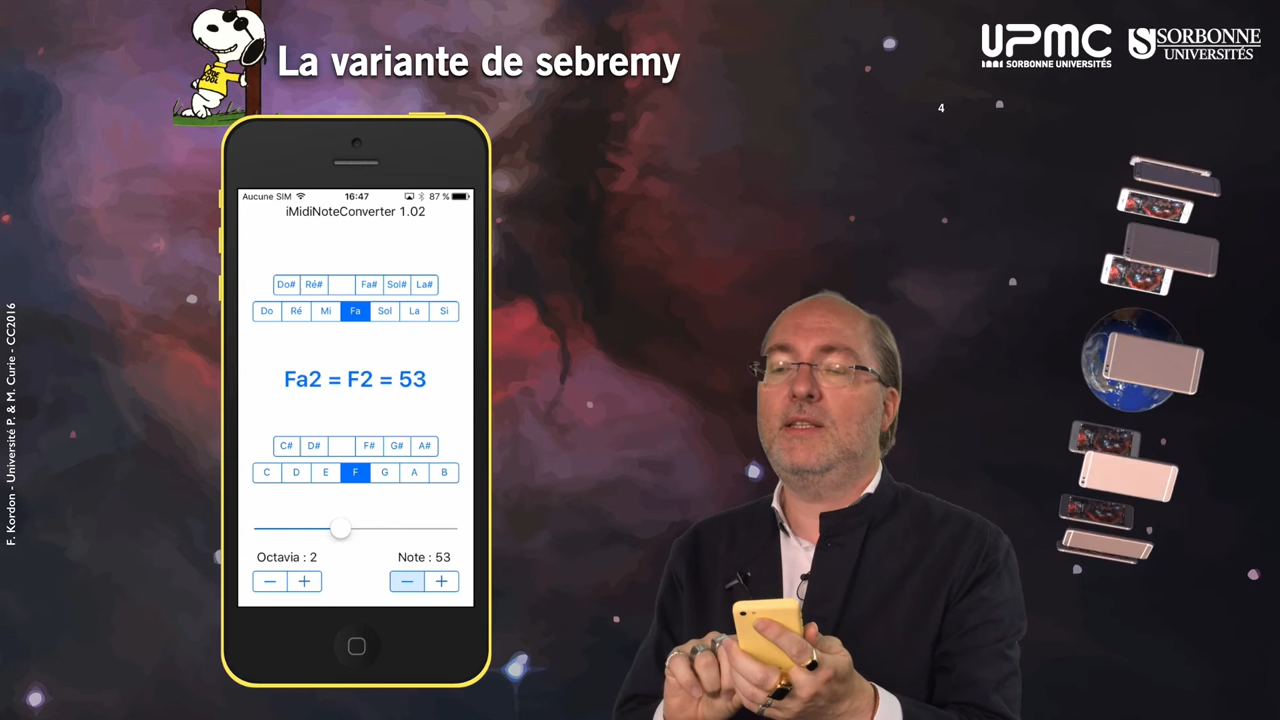 La variante de sebremy
UPMC
SORBONNE UNIVERSITÉS
SORBONNE
UNIVERSITÉS
4
Aucune SIM 16:47 87 %
iMidiNoteConverter 1.02
Do# Ré# Fa# Sol# La#
Do Ré Mi Fa Sol La Si
Fa2 = F2 = 53
C# D# F# G# A#
C D E F G A B
Octavia : 2 Note : 53
− + − +
F. Kordon - Université P. & M. Curie - CC2016